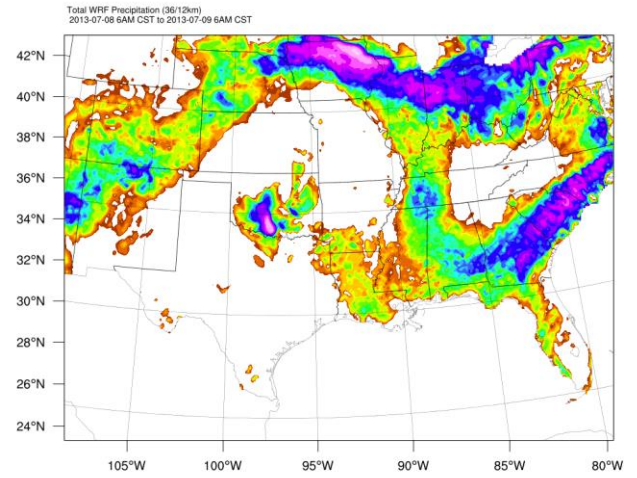 Total WRF Precipitation (36/12km)
2013-07-08 6AM CST to 2013-07-09 6AM CST
42°N
40°N
38°N
36°N
34°N
32°N
30°N
28°N
26°N
24°N
105°W 100°W 95°W 90°W 85°W 80°W